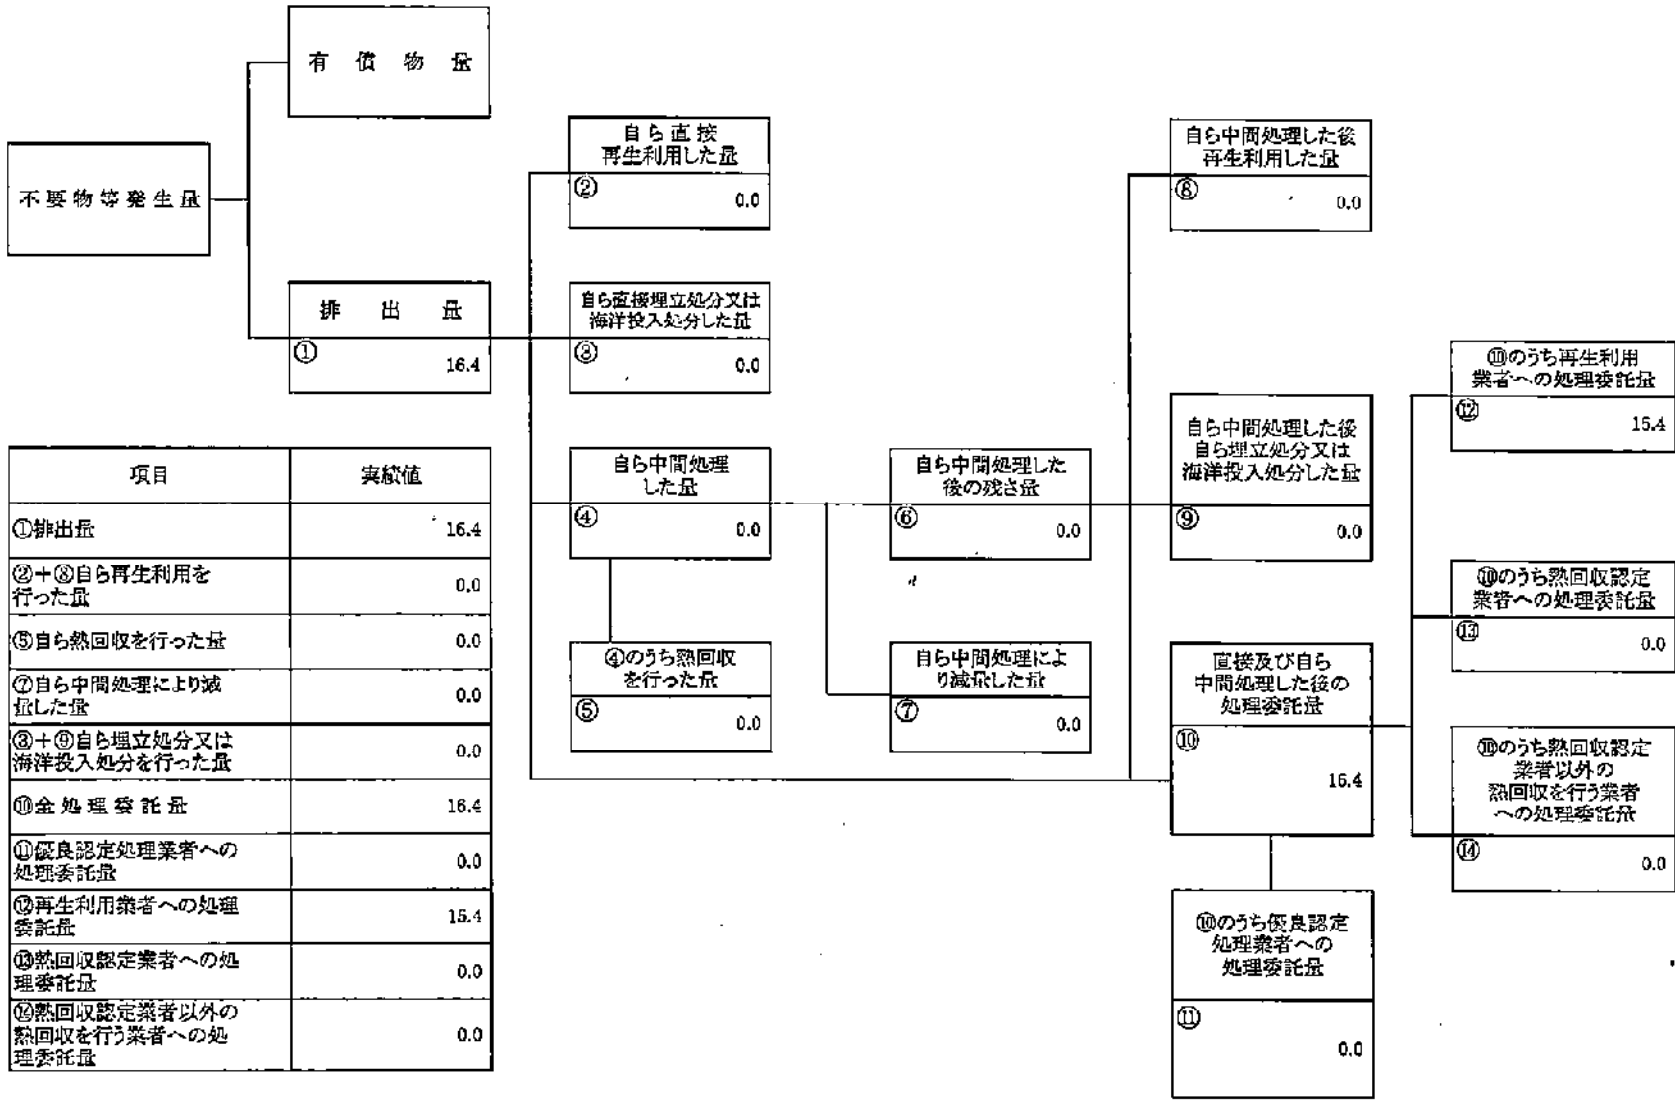 有償物量
不要物等発生量
排出量
①
16.4
自ら直接
再生利用した量
②
0.0
自ら直接埋立処分又は
海洋投入処分した量
③
0.0
自ら中間処理
した量
④
0.0
④のうち熱回収
を行った量
⑤
0.0
自ら中間処理した
後の残さ量
⑥
0.0
自ら中間処理によ
り減量した量
⑦
0.0
自ら中間処理した後
再生利用した量
⑧
0.0
自ら中間処理した後
自ら埋立処分又は
海洋投入処分した量
⑨
0.0
直接及び自ら
中間処理した後の
処理委託量
⑩
16.4
⑩のうち優良認定
処理業者への
処理委託量
⑪
0.0
⑩のうち再生利用
業者への処理委託量
⑫
15.4
⑩のうち熱回収認定
業者への処理委託量
⑬
0.0
⑩のうち熱回収認定
業者以外の
熱回収を行う業者
への処理委託量
⑭
0.0
項目 実績値
①排出量 16.4
②+⑧自ら再生利用を
行った量 0.0
⑤自ら熱回収を行った量 0.0
⑦自ら中間処理により減
量した量 0.0
③+⑨自ら埋立処分又は
海洋投入処分を行った量 0.0
⑩全処理委託量 16.4
⑪優良認定処理業者への
処理委託量 0.0
⑫再生利用業者への処理
委託量 15.4
⑬熱回収認定業者への処
理委託量 0.0
⑭熱回収認定業者以外の
熱回収を行う業者への処
理委託量 0.0